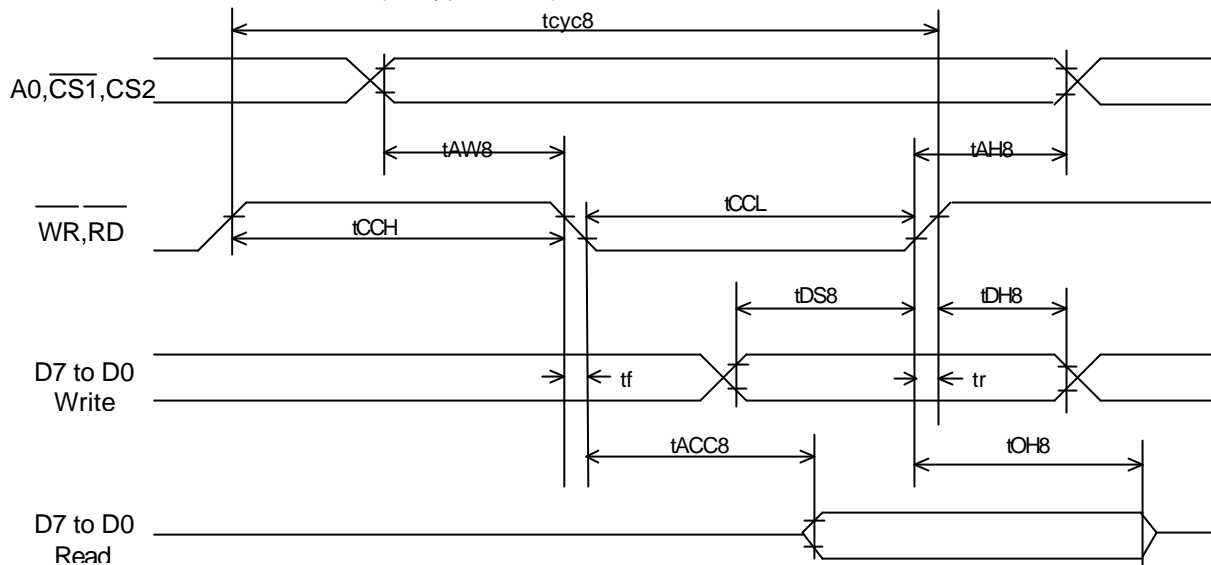 tcyc8
A0,CS1,CS2
tAW8
tAH8
WR,RD
tCCH
tCCL
tDS8
tDH8
D7 to D0
Write
tf
tr
tACC8
tOH8
D7 to D0
Read